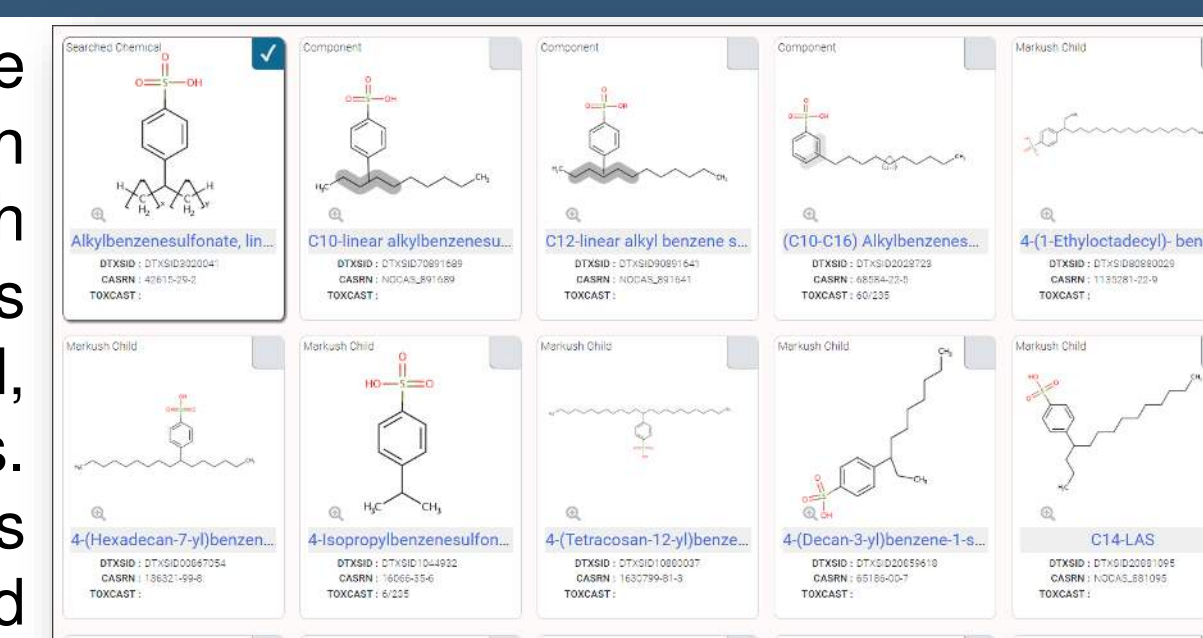 e
n
n
s
l,
s.
s
d
Searched Chemical
Alkylbenzenesulfonate, lin...
DTXSID : DTXSID3020041
CASRN : 42615-29-2
TOXCAST :
Component
C10-linear alkylbenzenesu...
DTXSID : DTXSID70891689
CASRN : NOCAS_891689
TOXCAST :
Component
C12-linear alkyl benzene s...
DTXSID : DTXSID90891641
CASRN : NOCAS_891641
TOXCAST :
Component
(C10-C16) Alkylbenzenes...
DTXSID : DTXSID2028723
CASRN : 68584-22-5
TOXCAST : 60/235
Markush Child
4-(1-Ethyloctadecyl)- ben
DTXSID : DTXSID80880029
CASRN : 1135281-22-9
TOXCAST :
Markush Child
4-(Hexadecan-7-yl)benzen...
DTXSID : DTXSID00867054
CASRN : 136321-99-8
TOXCAST :
Markush Child
4-Isopropylbenzenesulfon...
DTXSID : DTXSID1044932
CASRN : 16066-35-6
TOXCAST : 6/235
Markush Child
4-(Tetracosan-12-yl)benze...
DTXSID : DTXSID10880037
CASRN : 1630799-81-3
TOXCAST :
Markush Child
4-(Decan-3-yl)benzene-1-s...
DTXSID : DTXSID20859618
CASRN : 65186-00-7
TOXCAST :
Markush Child
C14-LAS
DTXSID : DTXSID20881095
CASRN : NOCAS_881095
TOXCAST :